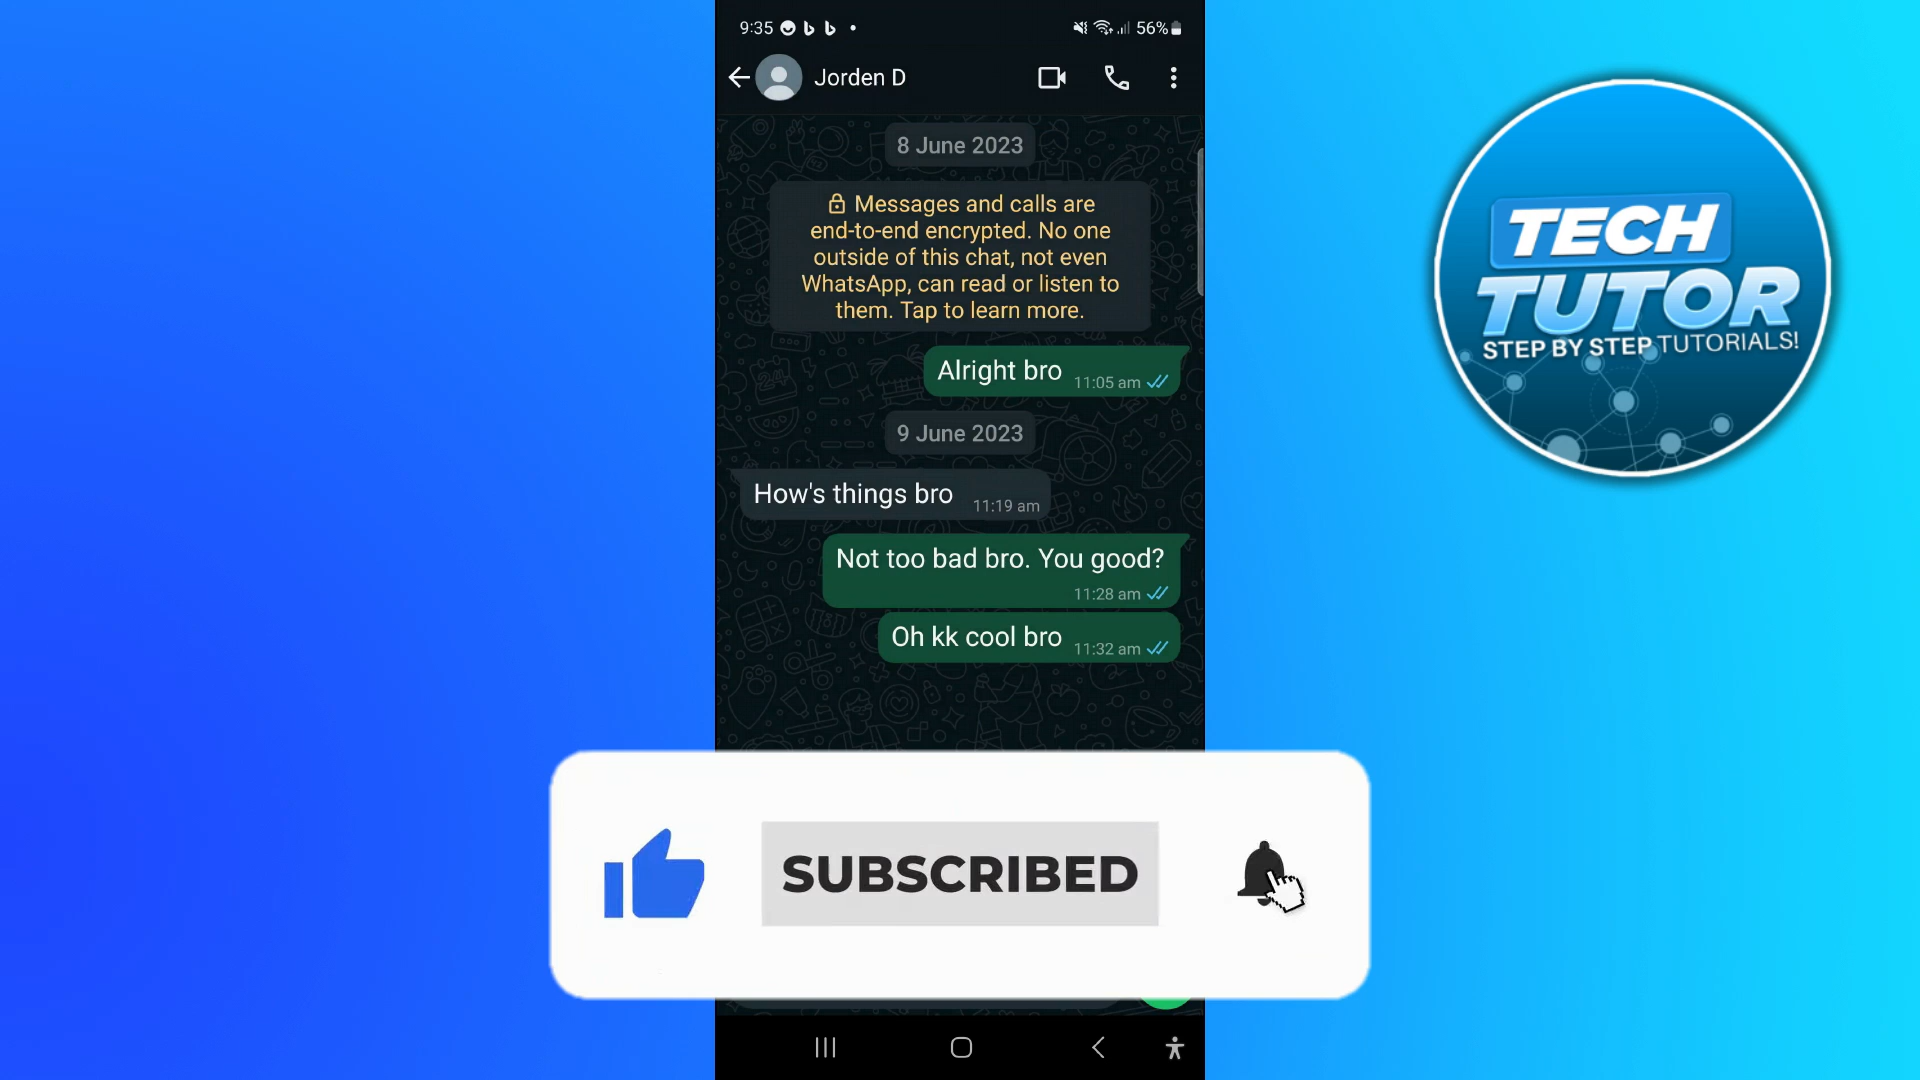 9:35
56%
Jorden D
8 June 2023
Messages and calls are
end-to-end encrypted. No one
outside of this chat, not even
WhatsApp, can read or listen to
them. Tap to learn more.
Alright bro 11:05 am
9 June 2023
How's things bro 11:19 am
Not too bad bro. You good?
11:28 am
Oh kk cool bro 11:32 am
SUBSCRIBED
TECH
TUTOR
STEP BY STEP TUTORIALS!